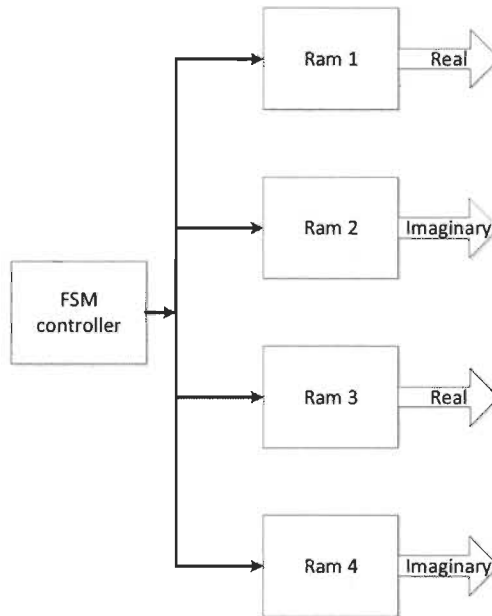 Ram 1
Real
Ram 2
Imaginary
FSM
controller
Ram 3
Real
Ram 4
Imaginary